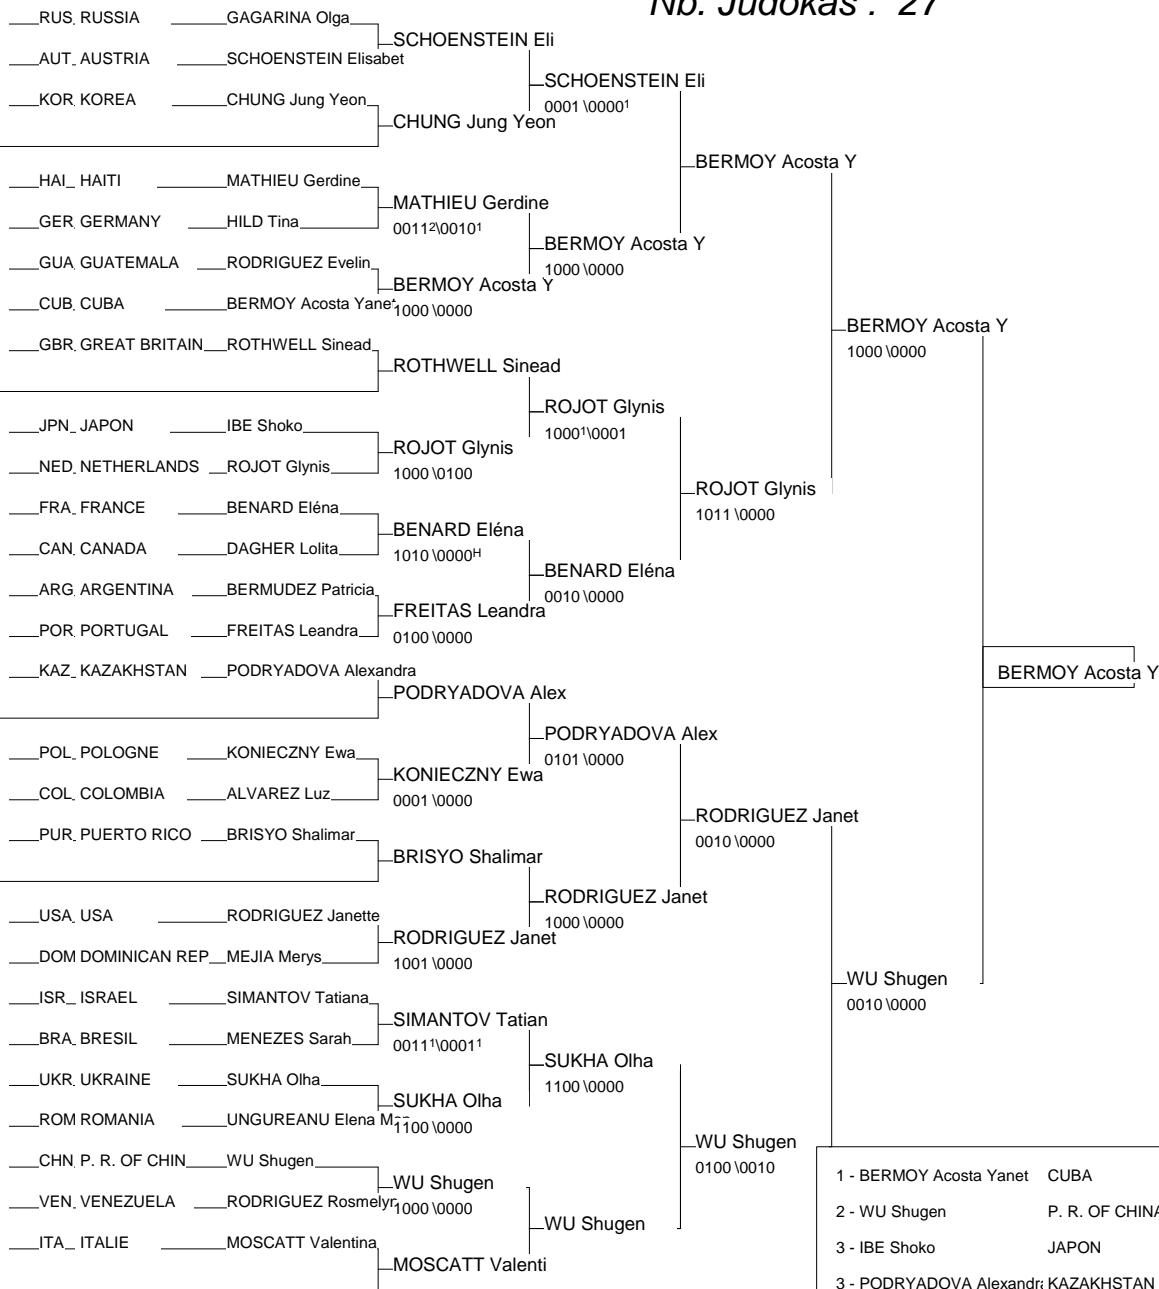 Nb. Judokas : 27
RUS RUSSIA GAGARINA Olga
AUT AUSTRIA SCHOENSTEIN Elisabet
KOR KOREA CHUNG Jung Yeon
HAI HAITI MATHIEU Gerdine
GER GERMANY HILD Tina
GUA GUATEMALA RODRIGUEZ Evelin
CUB CUBA BERMOY Acosta Yanet
GBR GREAT BRITAIN ROTHWELL Sinead
JPN JAPON IBE Shoko
NED NETHERLANDS ROJOT Glynis
FRA FRANCE BENARD Eléna
CAN CANADA DAGHER Lolita
ARG ARGENTINA BERMUDEZ Patricia
POR PORTUGAL FREITAS Leandra
KAZ KAZAKHSTAN PODRYADOVA Alexandra
POL POLOGNE KONIECZNY Ewa
COL COLOMBIA ALVAREZ Luz
PUR PUERTO RICO BRISYO Shalimar
USA USA RODRIGUEZ Janette
DOM DOMINICAN REP MEJIA Merys
ISR ISRAEL SIMANTOV Tatiana
BRA BRESIL MENEZES Sarah
UKR UKRAINE SUKHA Olha
ROM ROMANIA UNGUREANU Elena
CHN P. R. OF CHIN WU Shugen
VEN VENEZUELA RODRIGUEZ Rosmelyn
ITA ITALIE MOSCATT Valentina
SCHOENSTEIN Eli
CHUNG Jung Yeon
MATHIEU Gerdine
0011²\0010¹
BERMOY Acosta Y
1000 \0000
ROTHWELL Sinead
ROJOT Glynis
1000 \0100
BENARD Eléna
1010 \0000ᴴ
FREITAS Leandra
0100 \0000
PODRYADOVA Alex
KONIECZNY Ewa
0001 \0000
BRISYO Shalimar
RODRIGUEZ Janet
1001 \0000
SIMANTOV Tatian
0011¹\0001¹
SUKHA Olha
1100 \0000
WU Shugen
1000 \0000
MOSCATT Valenti
SCHOENSTEIN Eli
0001 \0000¹
BERMOY Acosta Y
1000 \0000
ROJOT Glynis
1000¹\0001
BENARD Eléna
0010 \0000
PODRYADOVA Alex
0101 \0000
RODRIGUEZ Janet
1000 \0000
SUKHA Olha
1100 \0000
WU Shugen
BERMOY Acosta Y
ROJOT Glynis
1011 \0000
RODRIGUEZ Janet
0010 \0000
WU Shugen
0100 \0010
BERMOY Acosta Y
1000 \0000
WU Shugen
0010 \0000
BERMOY Acosta Y
1 - BERMOY Acosta Yanet CUBA
2 - WU Shugen P. R. OF CHINA
3 - IBE Shoko JAPON
3 - PODRYADOVA Alexandra KAZAKHSTAN